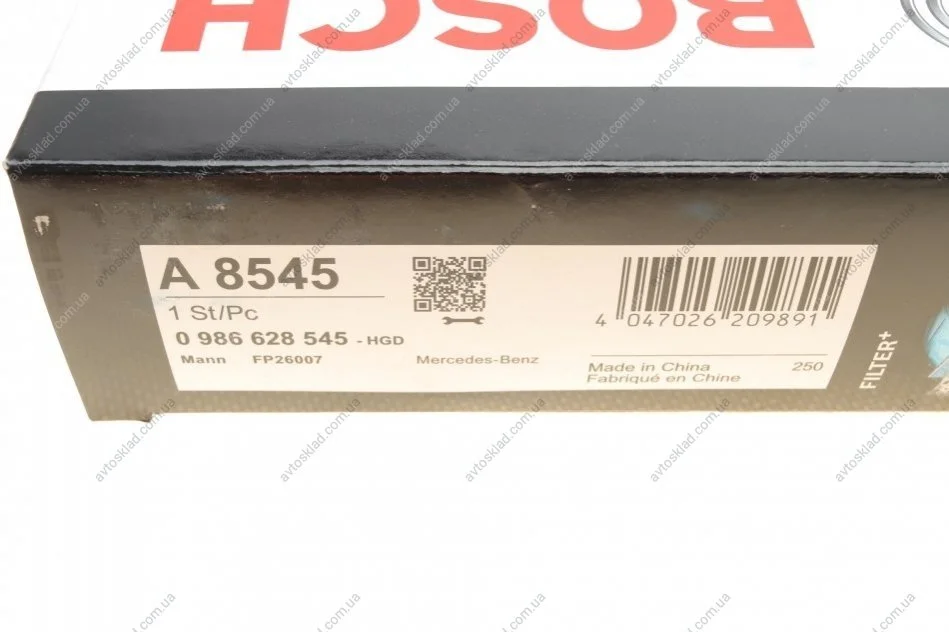 BOSCH
A 8545
1 St/Pc
0 986 628 545 - HGD
Mann FP26007
Mercedes-Benz
4 047026 209891
Made in China
Fabriqué en Chine
250
FILTER+
avtosklad.com.ua